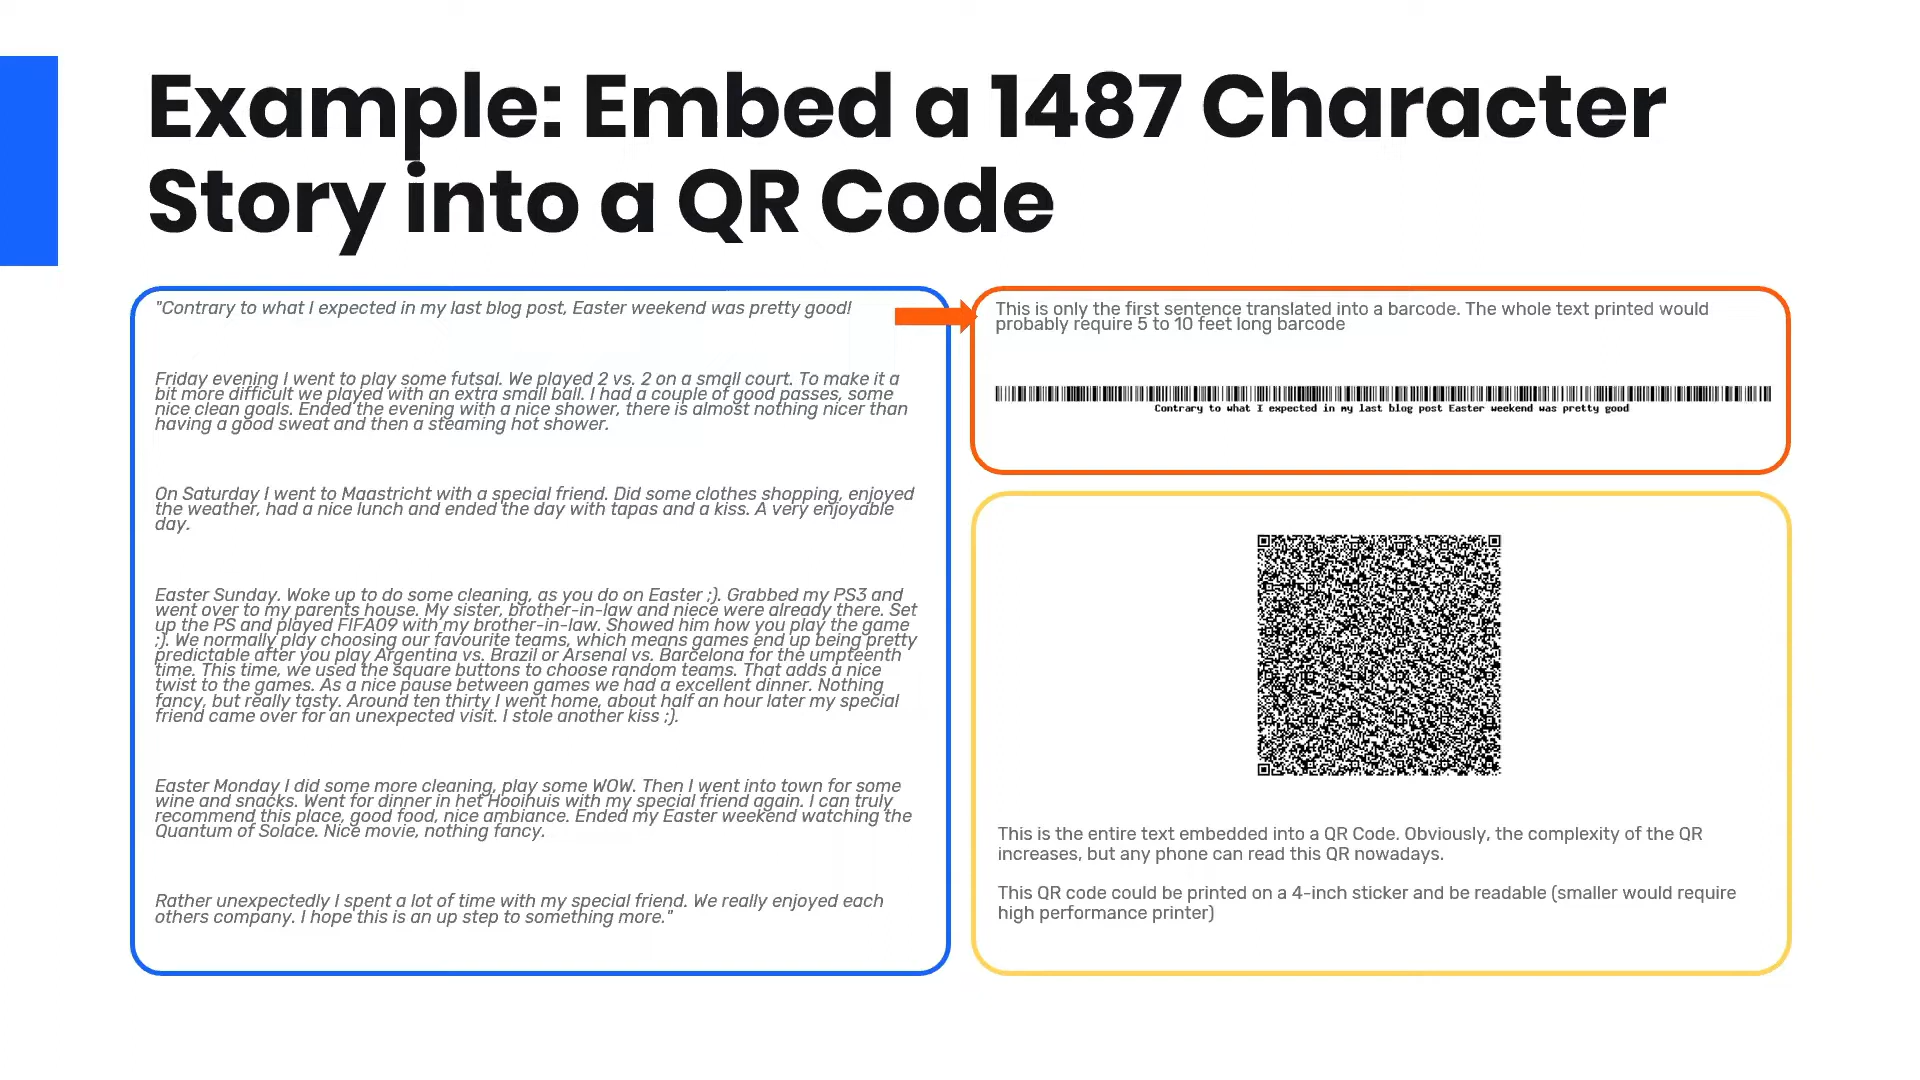 Example: Embed a 1487 Character
Story into a QR Code
"Contrary to what I expected in my last blog post, Easter weekend was pretty good!
Friday evening I went to play some futsal. We played 2 vs. 2 on a small court. To make it a
bit more difficult we played with an extra small ball. I had a couple of good passes, some
nice clean goals. Ended the evening with a nice shower, there is almost nothing nicer than
having a good sweat and then a steaming hot shower.
On Saturday I went to Maastricht with a special friend. Did some clothes shopping, enjoyed
the weather, had a nice lunch and ended the day with tapas and a kiss. A very enjoyable
day.
Easter Sunday. Woke up to do some cleaning, as you do on Easter ;). Grabbed my PS3 and
went over to my parents house. My sister, brother-in-law and niece were already there. Set
up the PS and played FIFA09 with my brother-in-law. Showed him how you play the game
;). We normally play choosing our favourite teams, which means games end up being pretty
predictable after you play Argentina vs. Brazil or Arsenal vs. Barcelona for the umpteenth
time. This time, we used the square buttons to choose random teams. That adds a nice
twist to the games. As a nice pause between games we had a excellent dinner. Nothing
fancy, but really tasty. Around ten thirty I went home, about half an hour later my special
friend came over for an unexpected visit. I stole another kiss ;).
Easter Monday I did some more cleaning, play some WOW. Then I went into town for some
wine and snacks. Went for dinner in het Hooihuis with my special friend again. I can truly
recommend this place, good food, nice ambiance. Ended my Easter weekend watching the
Quantum of Solace. Nice movie, nothing fancy.
Rather unexpectedly I spent a lot of time with my special friend. We really enjoyed each
others company. I hope this is an up step to something more."
This is only the first sentence translated into a barcode. The whole text printed would
probably require 5 to 10 feet long barcode
Contrary to what I expected in my last blog post Easter weekend was pretty good
This is the entire text embedded into a QR Code. Obviously, the complexity of the QR
increases, but any phone can read this QR nowadays.
This QR code could be printed on a 4-inch sticker and be readable (smaller would require
high performance printer)